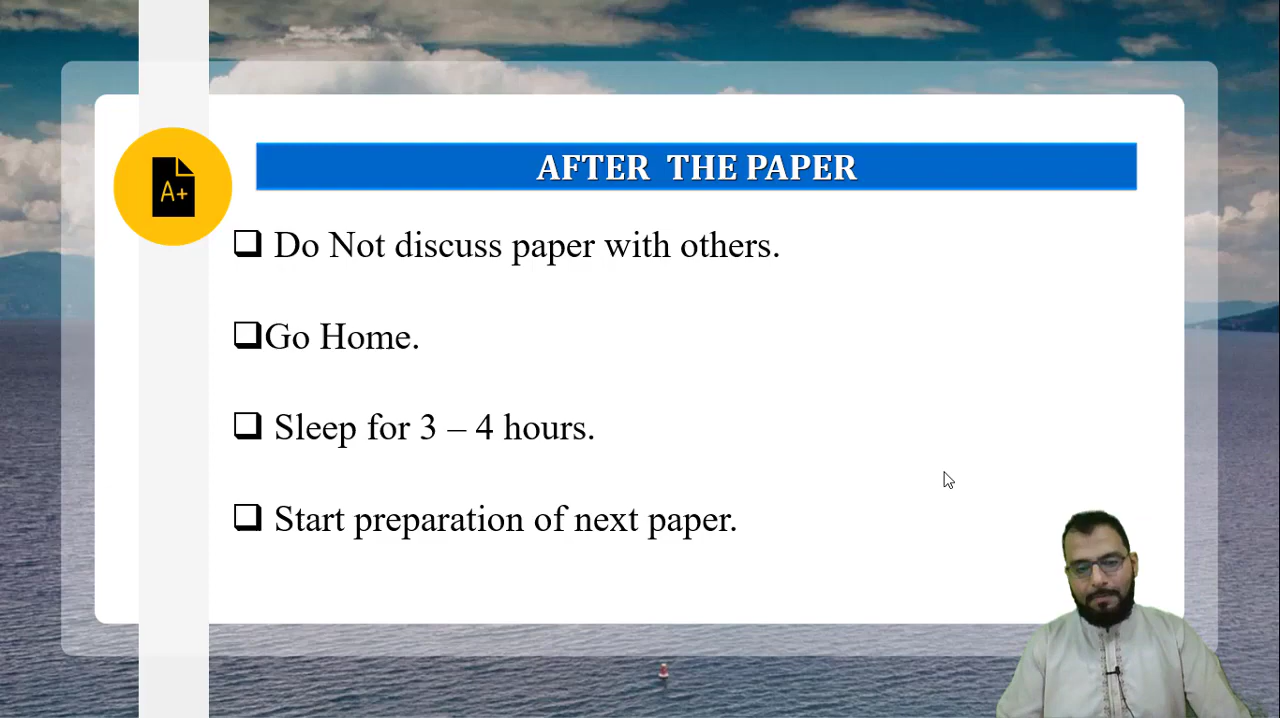 AFTER THE PAPER
A+
Do Not discuss paper with others.
Go Home.
Sleep for 3 – 4 hours.
Start preparation of next paper.